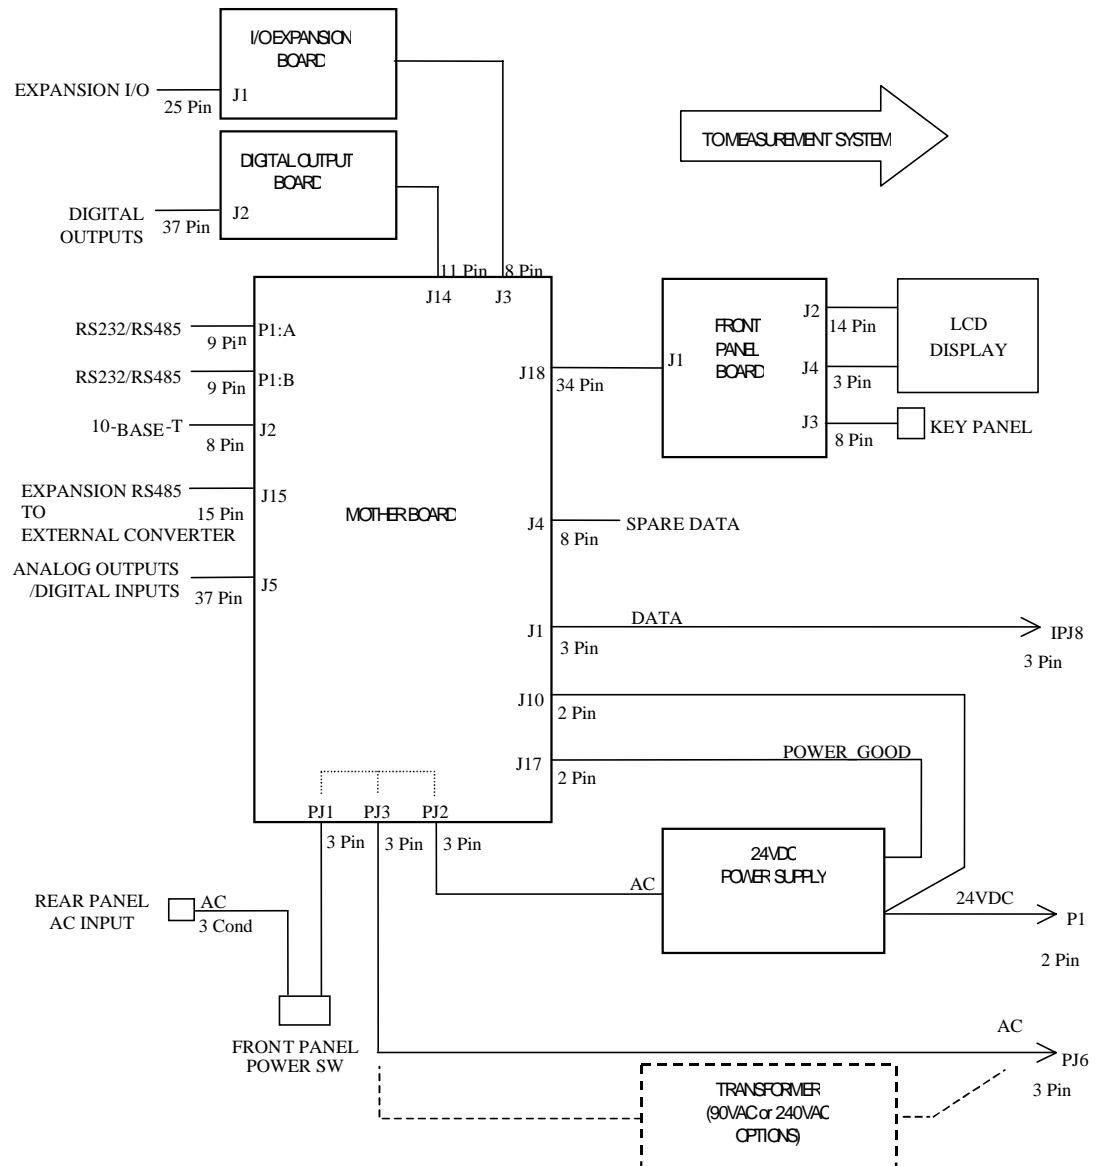 I/O EXPANSION
BOARD
EXPANSION I/O
25 Pin
J1
TO MEASUREMENT SYSTEM
DIGITAL OUTPUT
BOARD
DIGITAL
OUTPUTS
37 Pin
J2
11 Pin
8 Pin
J14
J3
RS232/RS485
9 Pin
P1:A
RS232/RS485
9 Pin
P1:B
10-BASE-T
8 Pin
J2
EXPANSION RS485
TO
EXTERNAL CONVERTER
15 Pin
J15
ANALOG OUTPUTS
/DIGITAL INPUTS
37 Pin
J5
MOTHER BOARD
J18
34 Pin
J1
FRONT
PANEL
BOARD
J2
14 Pin
J4
3 Pin
J3
8 Pin
LCD
DISPLAY
KEY PANEL
J4
8 Pin
SPARE DATA
J1
3 Pin
DATA
IPJ8
3 Pin
J10
2 Pin
J17
2 Pin
POWER_GOOD
PJ1
PJ3
PJ2
3 Pin
3 Pin
3 Pin
24VDC
POWER SUPPLY
AC
24VDC
P1
2 Pin
REAR PANEL
AC INPUT
AC
3 Cond
FRONT PANEL
POWER SW
AC
PJ6
3 Pin
TRANSFORMER
(90VAC or 240VAC
OPTIONS)